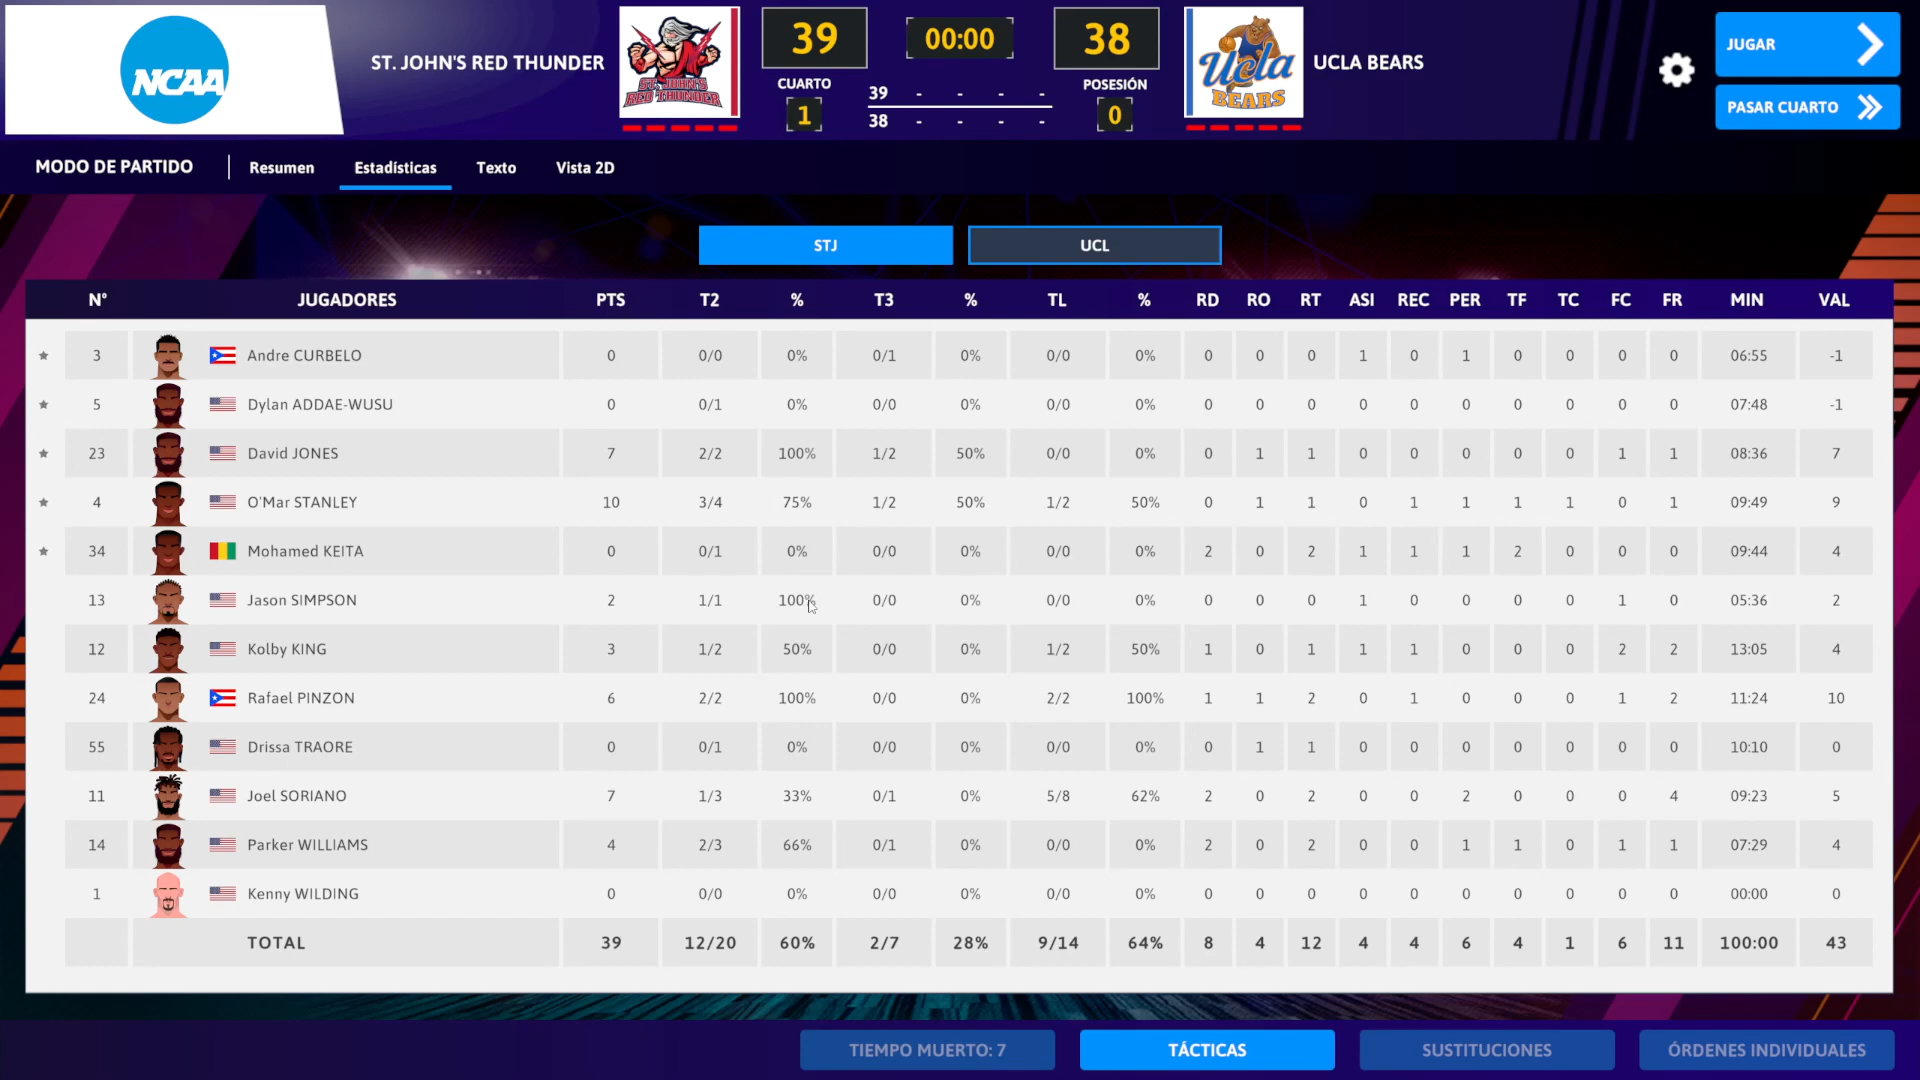 NCAA
ST. JOHN'S RED THUNDER
ST. JOHN'S
RED THUNDER
39
00:00
38
Ucla
BEARS
UCLA BEARS
CUARTO
1
39 - - - -
38 - - - -
POSESIÓN
0
JUGAR
PASAR CUARTO
MODO DE PARTIDO
Resumen
Estadísticas
Texto
Vista 2D
STJ
UCL
N° JUGADORES PTS T2 % T3 % TL % RD RO RT ASI REC PER TF TC FC FR MIN VAL
3 Andre CURBELO 0 0/0 0% 0/1 0% 0/0 0% 0 0 0 1 0 1 0 0 0 0 06:55 -1
5 Dylan ADDAE-WUSU 0 0/1 0% 0/0 0% 0/0 0% 0 0 0 0 0 0 0 0 0 0 07:48 -1
23 David JONES 7 2/2 100% 1/2 50% 0/0 0% 0 1 1 0 0 0 0 0 1 1 08:36 7
4 O'Mar STANLEY 10 3/4 75% 1/2 50% 1/2 50% 0 1 1 0 1 1 1 1 0 1 09:49 9
34 Mohamed KEITA 0 0/1 0% 0/0 0% 0/0 0% 2 0 2 1 1 1 2 0 0 0 09:44 4
13 Jason SIMPSON 2 1/1 100% 0/0 0% 0/0 0% 0 0 0 1 0 0 0 0 1 0 05:36 2
12 Kolby KING 3 1/2 50% 0/0 0% 1/2 50% 1 0 1 1 1 0 0 0 2 2 13:05 4
24 Rafael PINZON 6 2/2 100% 0/0 0% 2/2 100% 1 1 2 0 1 0 0 0 1 2 11:24 10
55 Drissa TRAORE 0 0/1 0% 0/0 0% 0/0 0% 0 1 1 0 0 0 0 0 0 0 10:10 0
11 Joel SORIANO 7 1/3 33% 0/1 0% 5/8 62% 2 0 2 0 0 2 0 0 0 4 09:23 5
14 Parker WILLIAMS 4 2/3 66% 0/1 0% 0/0 0% 2 0 2 0 0 1 1 0 1 1 07:29 4
1 Kenny WILDING 0 0/0 0% 0/0 0% 0/0 0% 0 0 0 0 0 0 0 0 0 0 00:00 0
TOTAL 39 12/20 60% 2/7 28% 9/14 64% 8 4 12 4 4 6 4 1 6 11 100:00 43
TIEMPO MUERTO: 7
TÁCTICAS
SUSTITUCIONES
ÓRDENES INDIVIDUALES